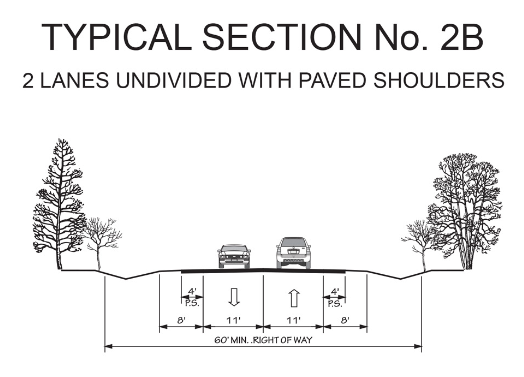 TYPICAL SECTION No. 2B
2 LANES UNDIVIDED WITH PAVED SHOULDERS
4' 4'
P.S. P.S.
8' 11' 11' 8'
60' MIN. .RIGHT OF WAY